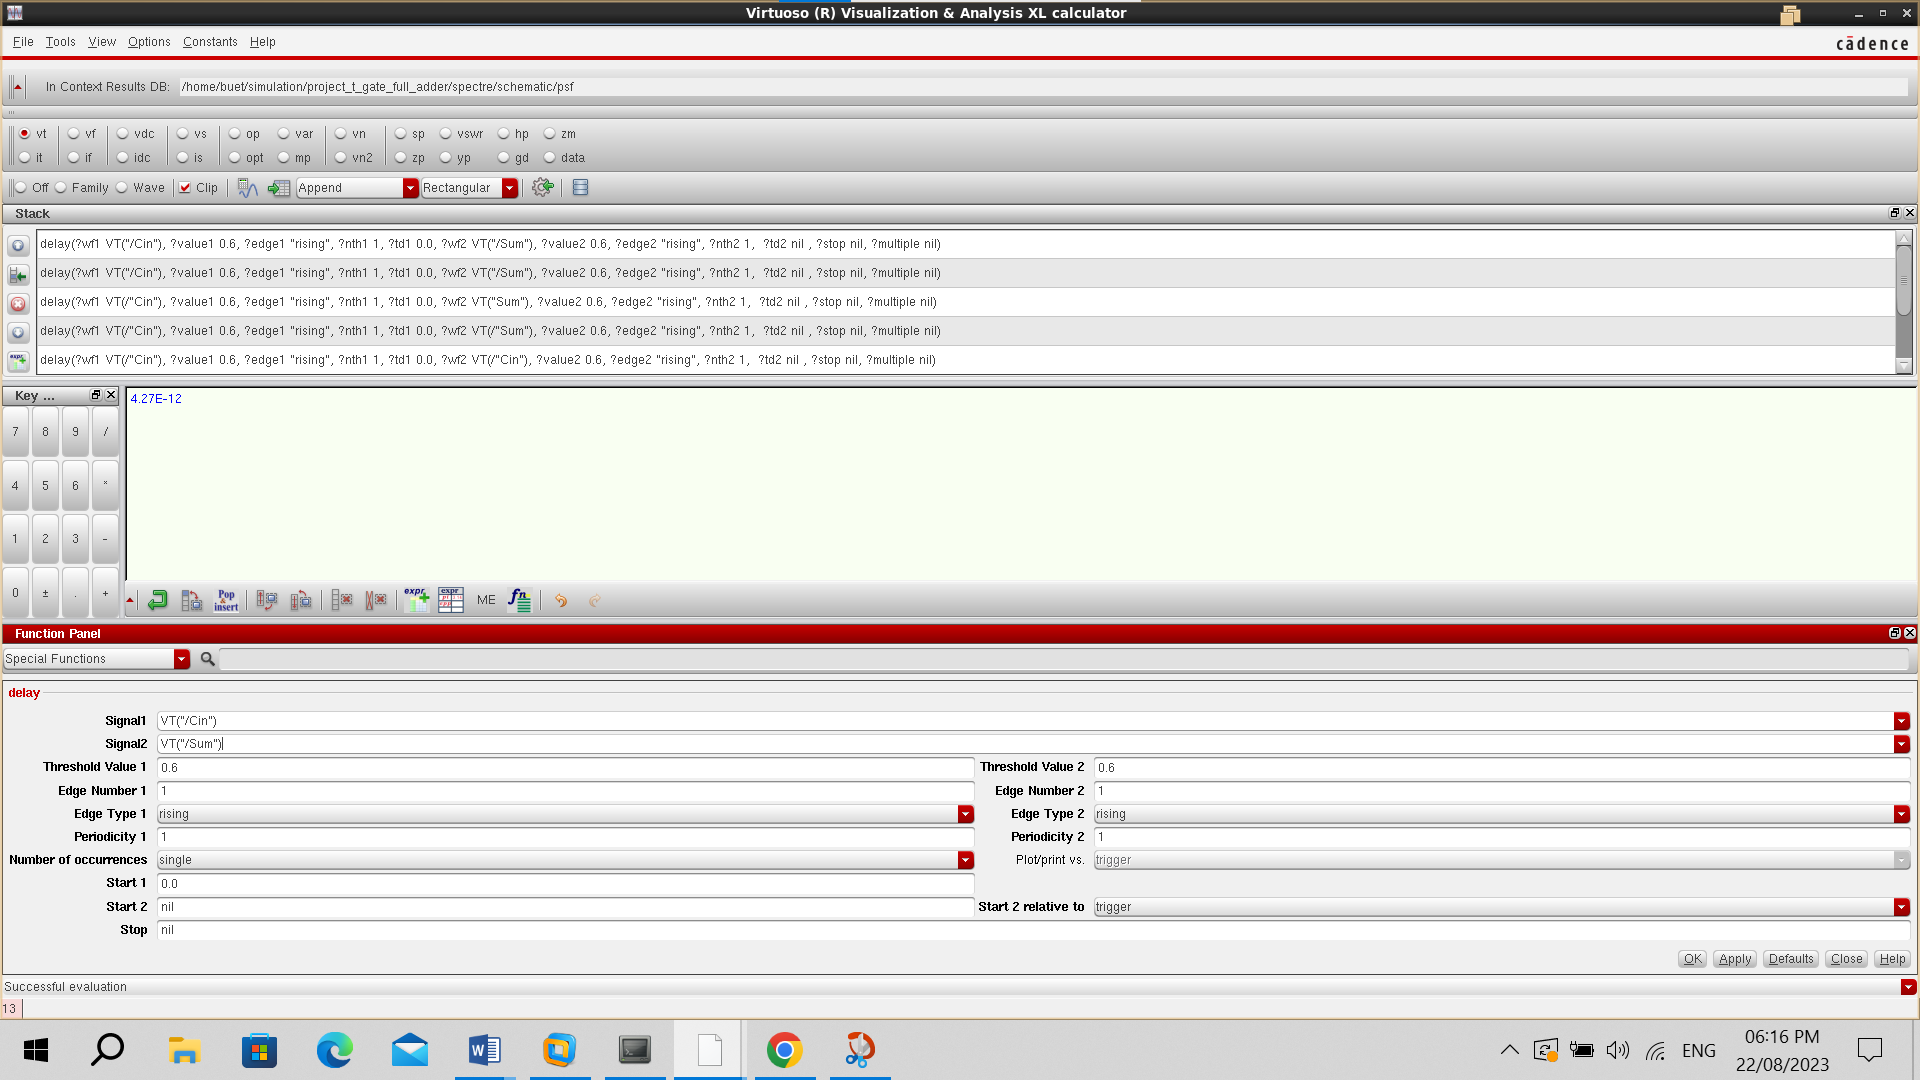 Virtuoso (R) Visualization & Analysis XL calculator
File Tools View Options Constants Help
cādence
In Context Results DB: /home/buet/simulation/project_t_gate_full_adder/spectre/schematic/psf
vt vf vdc vs op var vn sp vswr hp zm
it if idc is opt mp vn2 zp yp gd data
Off Family Wave Clip Append Rectangular
Stack
delay(?wf1 VT("/Cin"), ?value1 0.6, ?edge1 "rising", ?nth1 1, ?td1 0.0, ?wf2 VT("/Sum"), ?value2 0.6, ?edge2 "rising", ?nth2 1,  ?td2 nil , ?stop nil, ?multiple nil)
delay(?wf1 VT("/Cin"), ?value1 0.6, ?edge1 "rising", ?nth1 1, ?td1 0.0, ?wf2 VT("/Sum"), ?value2 0.6, ?edge2 "rising", ?nth2 1,  ?td2 nil , ?stop nil, ?multiple nil)
delay(?wf1 VT(/"Cin"), ?value1 0.6, ?edge1 "rising", ?nth1 1, ?td1 0.0, ?wf2 VT("Sum"), ?value2 0.6, ?edge2 "rising", ?nth2 1,  ?td2 nil , ?stop nil, ?multiple nil)
delay(?wf1 VT(/"Cin"), ?value1 0.6, ?edge1 "rising", ?nth1 1, ?td1 0.0, ?wf2 VT(/"Sum"), ?value2 0.6, ?edge2 "rising", ?nth2 1,  ?td2 nil , ?stop nil, ?multiple nil)
delay(?wf1 VT(/"Cin"), ?value1 0.6, ?edge1 "rising", ?nth1 1, ?td1 0.0, ?wf2 VT(/"Cin"), ?value2 0.6, ?edge2 "rising", ?nth2 1,  ?td2 nil , ?stop nil, ?multiple nil)
expr
Key ...
4.27E-12
7 8 9 /
4 5 6 *
1 2 3 -
0 ± . +
Pop & insert expr expr ME fn
Function Panel
Special Functions
delay
Signal1 VT("/Cin")
Signal2 VT("/Sum")
Threshold Value 1 0.6 Threshold Value 2 0.6
Edge Number 1 1 Edge Number 2 1
Edge Type 1 rising Edge Type 2 rising
Periodicity 1 1 Periodicity 2 1
Number of occurrences single Plot/print vs. trigger
Start 1 0.0
Start 2 nil Start 2 relative to trigger
Stop nil
OK Apply Defaults Close Help
Successful evaluation
13
ENG
06:16 PM
22/08/2023